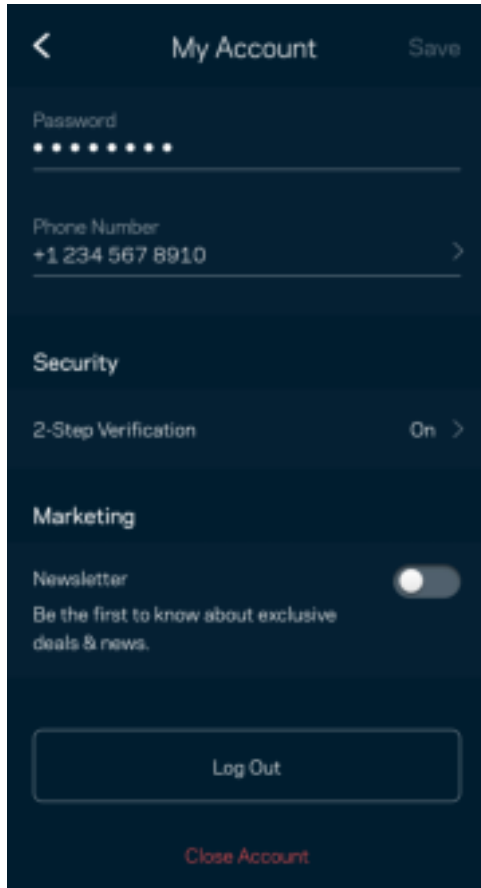 My Account
Save
Password
Phone Number
+1 234 567 8910
Security
2-Step Verification
On
Marketing
Newsletter
Be the first to know about exclusive
deals & news.
Log Out
Close Account